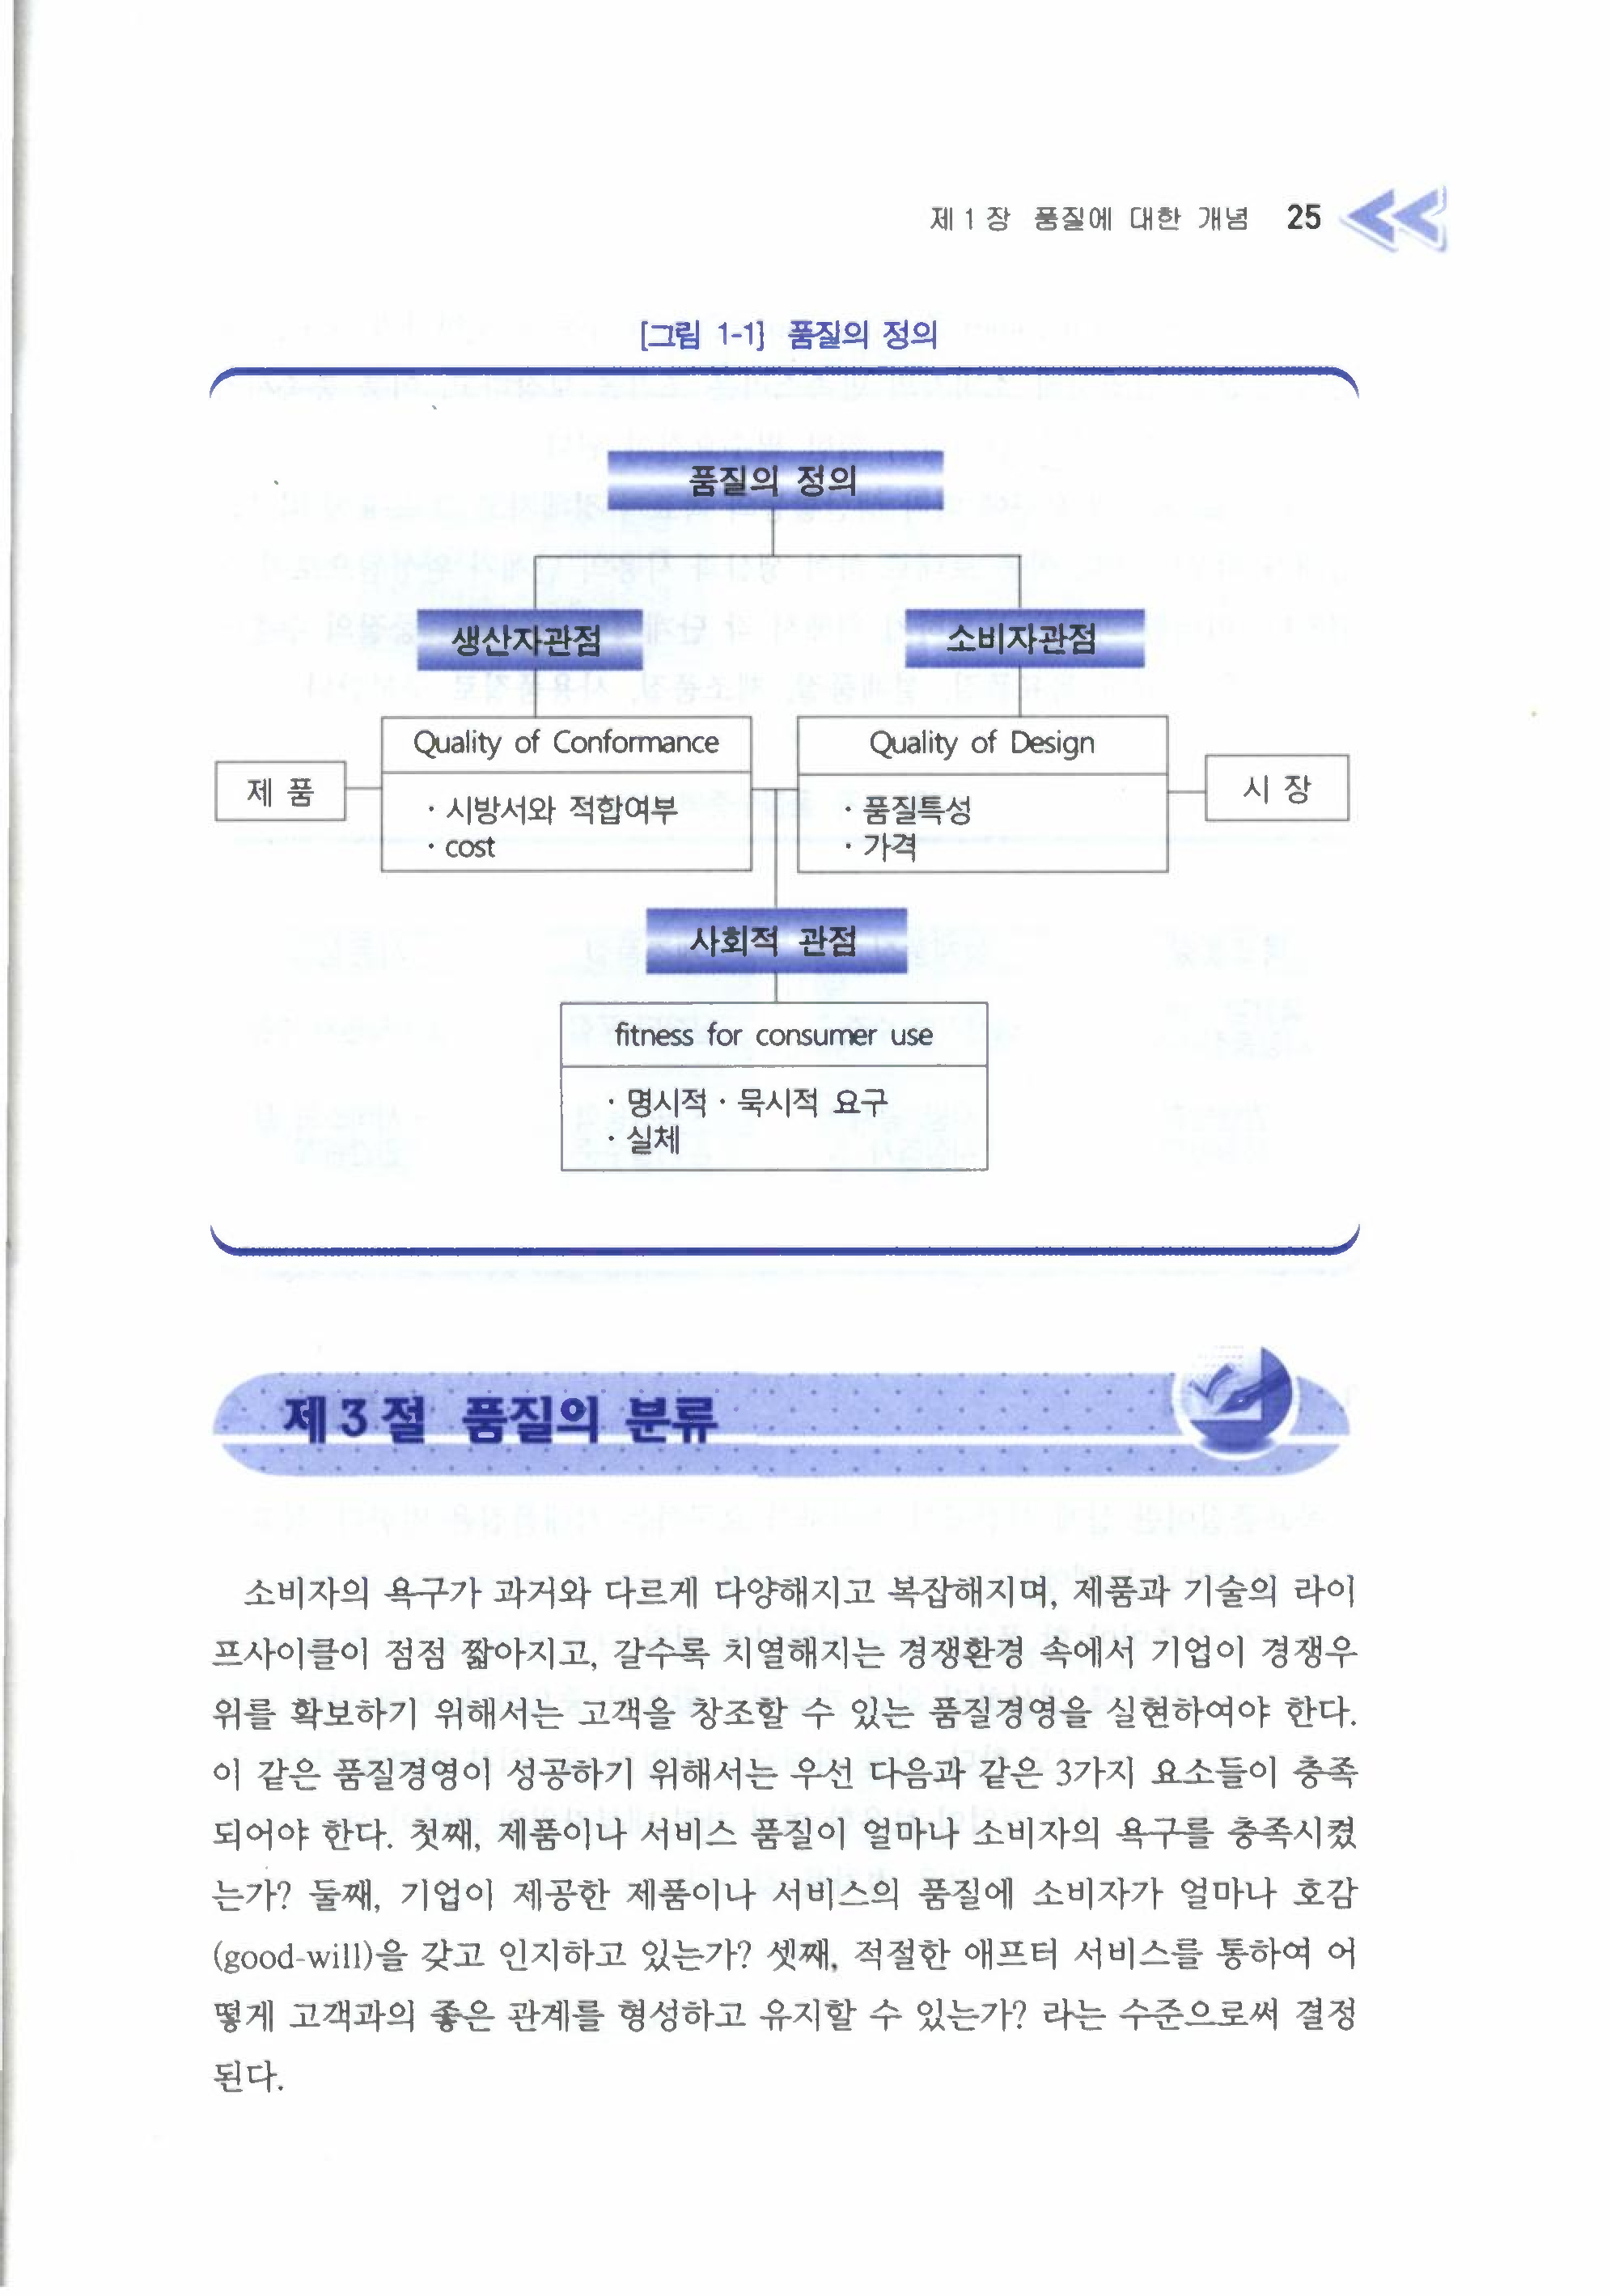 제 1 장 품질에 대한 개념 25
[그림 1-1] 품질의 정의
품질의 정의
생산자관점
소비자관점
Quality of Conformance
Quality of Design
제 품
· 시방서와 적합여부
· cost
· 품질특성
· 가격
시 장
사회적 관점
fitness for consumer use
· 명시적 · 묵시적 요구
· 실체
제 3 절 품질의 분류
소비자의 욕구가 과거와 다르게 다양해지고 복잡해지며, 제품과 기술의 라이
프사이클이 점점 짧아지고, 갈수록 치열해지는 경쟁환경 속에서 기업이 경쟁우
위를 확보하기 위해서는 고객을 창조할 수 있는 품질경영을 실현하여야 한다.
이 같은 품질경영이 성공하기 위해서는 우선 다음과 같은 3가지 요소들이 충족
되어야 한다. 첫째, 제품이나 서비스 품질이 얼마나 소비자의 욕구를 충족시켰
는가? 둘째, 기업이 제공한 제품이나 서비스의 품질에 소비자가 얼마나 호감
(good-will)을 갖고 인지하고 있는가? 셋째, 적절한 애프터 서비스를 통하여 어
떻게 고객과의 좋은 관계를 형성하고 유지할 수 있는가? 라는 수준으로써 결정
된다.